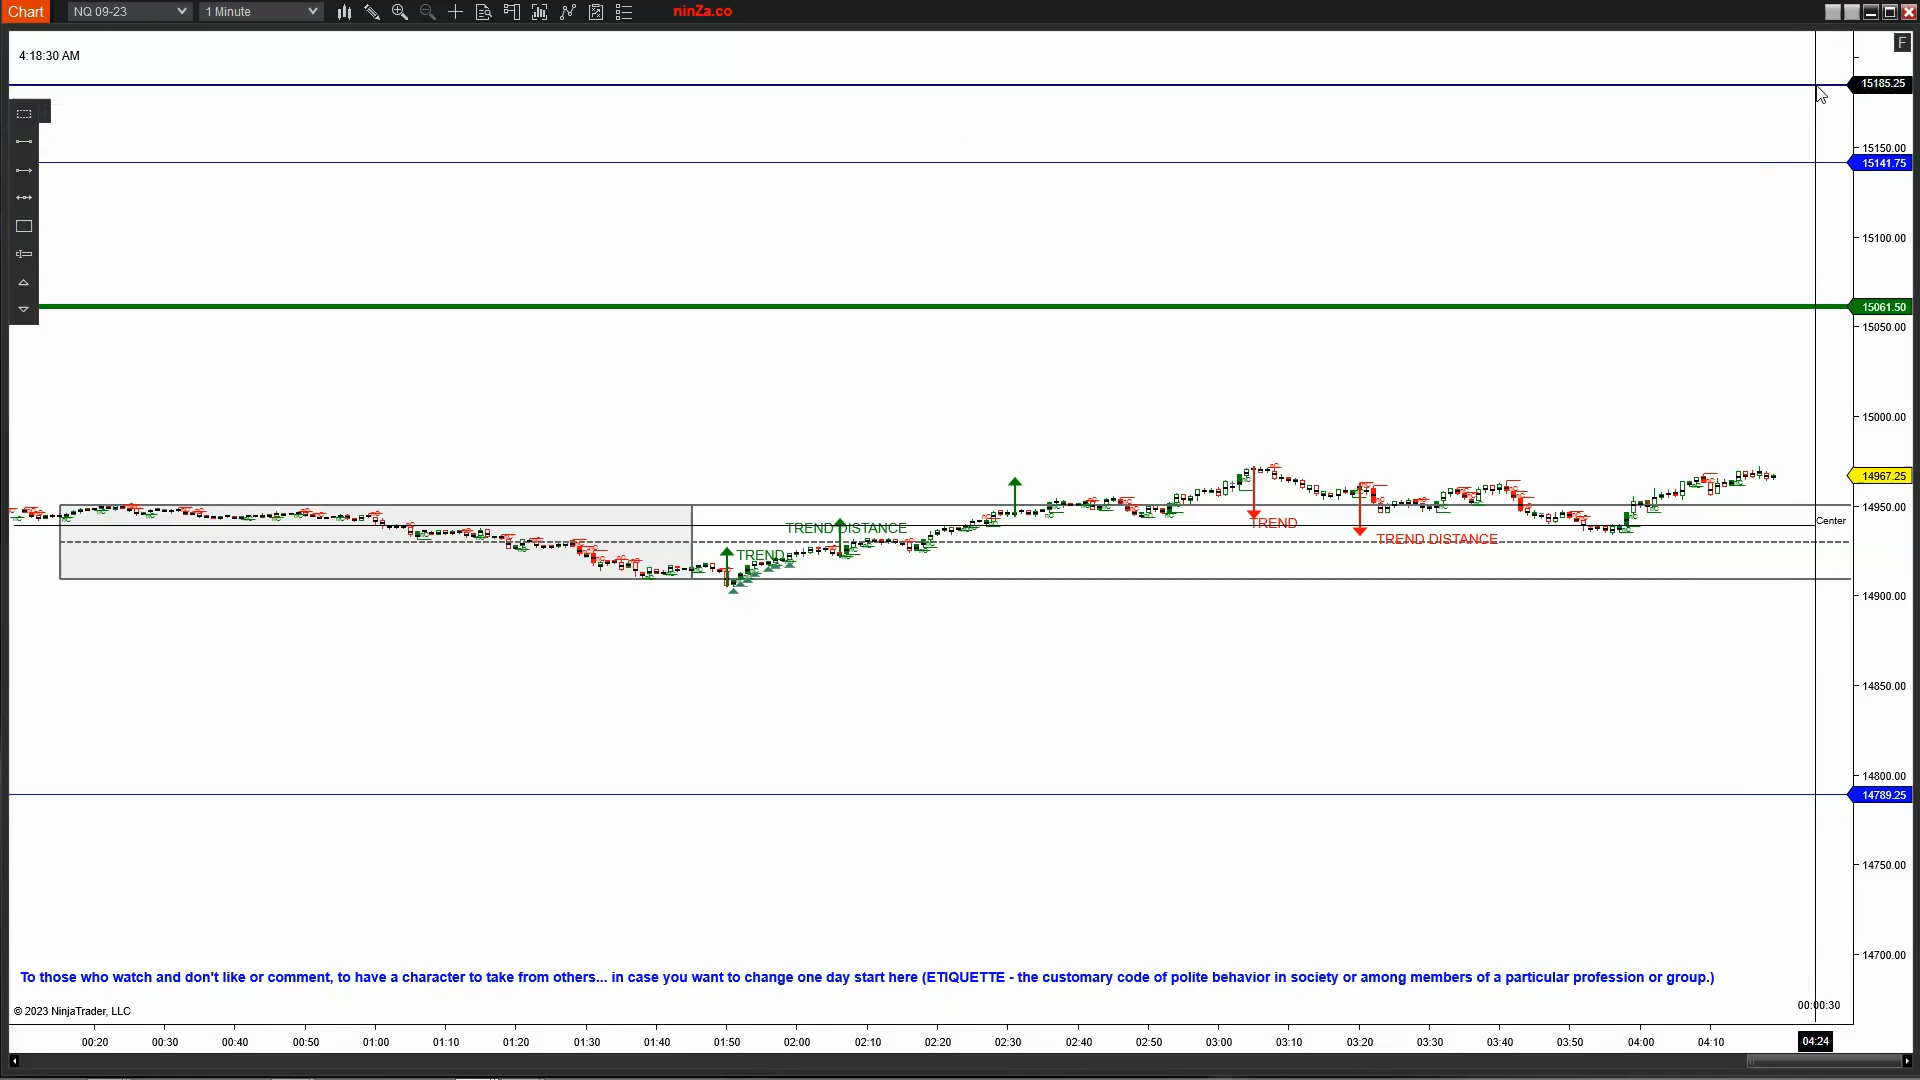 Chart NQ 09-23 1 Minute ninZa.co
4:18:30 AM
F
15185.25
15150.00
15141.75
15100.00
15061.50
15050.00
15000.00
14967.25
14950.00
Center
TREND
TREND DISTANCE
TREND
TREND DISTANCE
14900.00
14850.00
14800.00
14789.25
14750.00
14700.00
To those who watch and don't like or comment, to have a character to take from others... in case you want to change one day start here (ETIQUETTE - the customary code of polite behavior in society or among members of a particular profession or group.)
00:00:30
© 2023 NinjaTrader, LLC
00:20 00:30 00:40 00:50 01:00 01:10 01:20 01:30 01:40 01:50 02:00 02:10 02:20 02:30 02:40 02:50 03:00 03:10 03:20 03:30 03:40 03:50 04:00 04:10 04:24